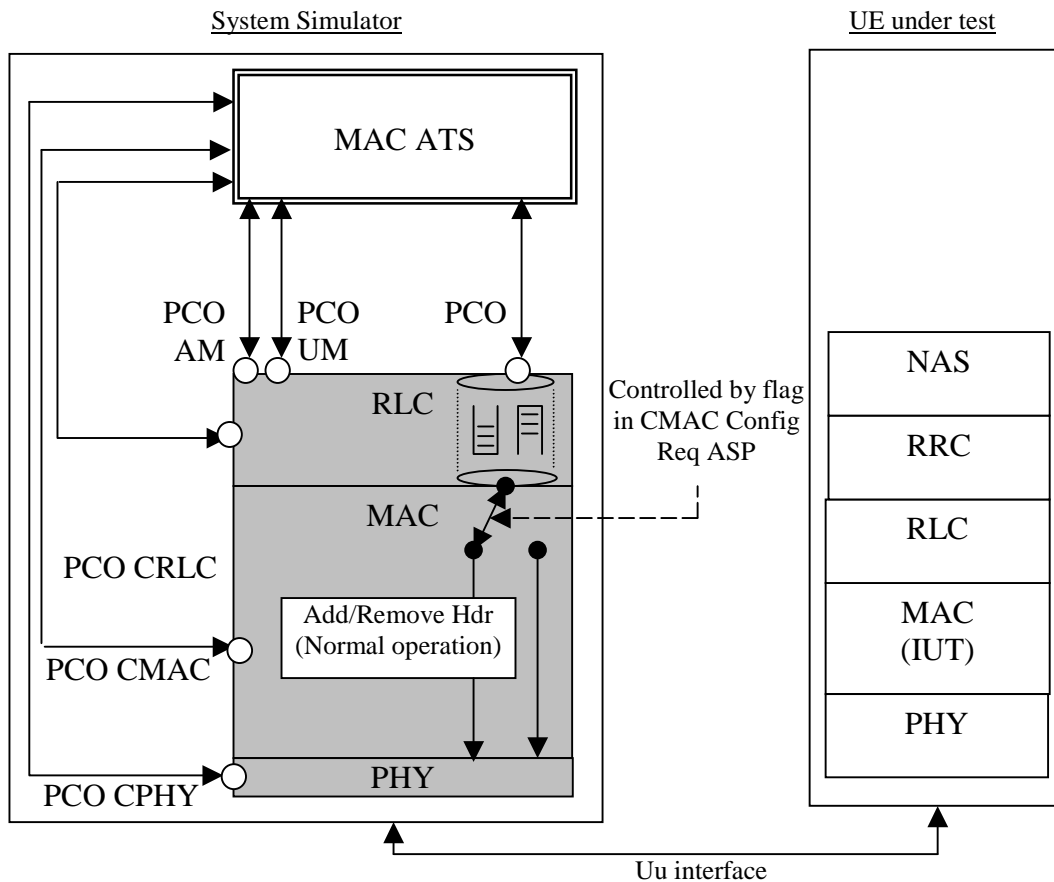 System Simulator
UE under test
MAC ATS
PCO
AM
PCO
UM
PCO
RLC
Controlled by flag
in CMAC Config
Req ASP
MAC
PCO CRLC
Add/Remove Hdr
(Normal operation)
PCO CMAC
PHY
PCO CPHY
NAS
RRC
RLC
MAC
(IUT)
PHY
Uu interface